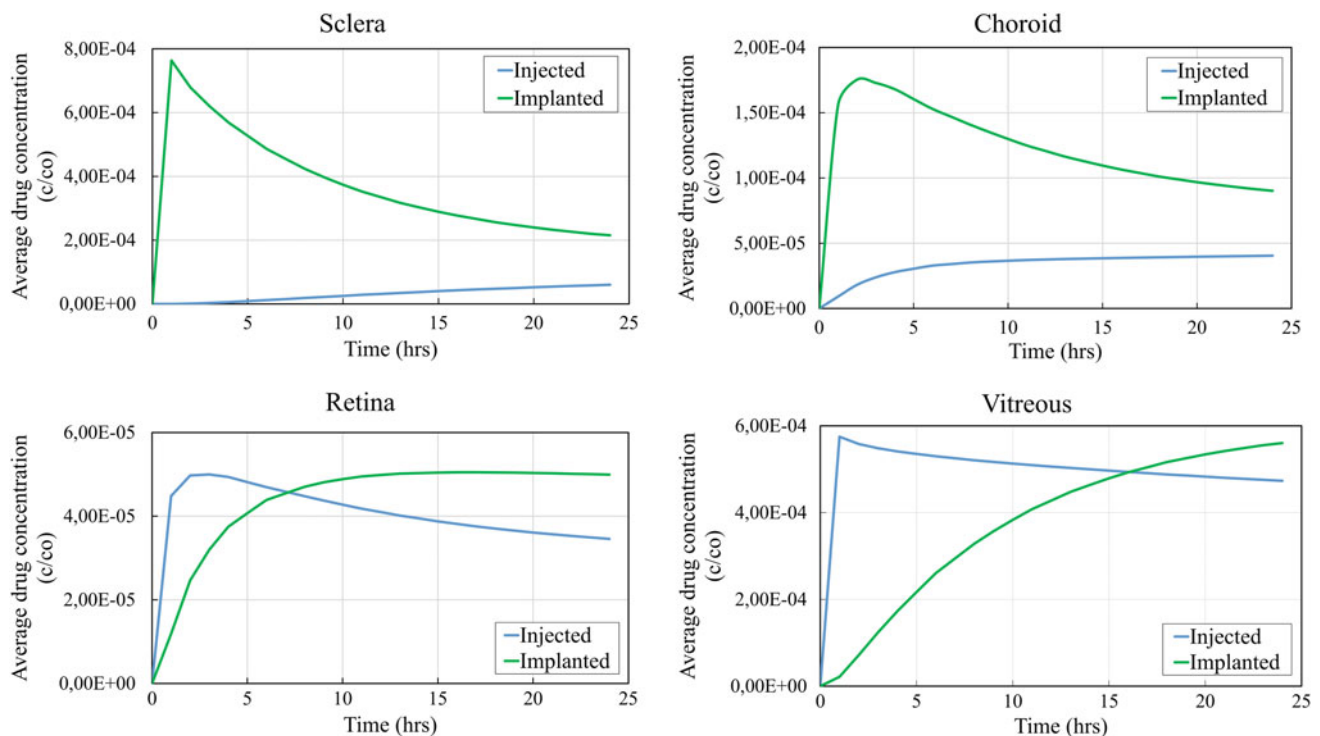 Sclera
Average drug concentration
(c/co)
8,00E-04
6,00E-04
4,00E-04
2,00E-04
0,00E+00
0 5 10 15 20 25
Time (hrs)
Injected
Implanted
Choroid
Average drug concentration
(c/co)
2,00E-04
1,50E-04
1,00E-04
5,00E-05
0,00E+00
0 5 10 15 20 25
Time (hrs)
Injected
Implanted
Retina
Average drug concentration
(c/co)
6,00E-05
4,00E-05
2,00E-05
0,00E+00
0 5 10 15 20 25
Time (hrs)
Injected
Implanted
Vitreous
Average drug concentration
(c/co)
6,00E-04
4,00E-04
2,00E-04
0,00E+00
0 5 10 15 20 25
Time (hrs)
Injected
Implanted